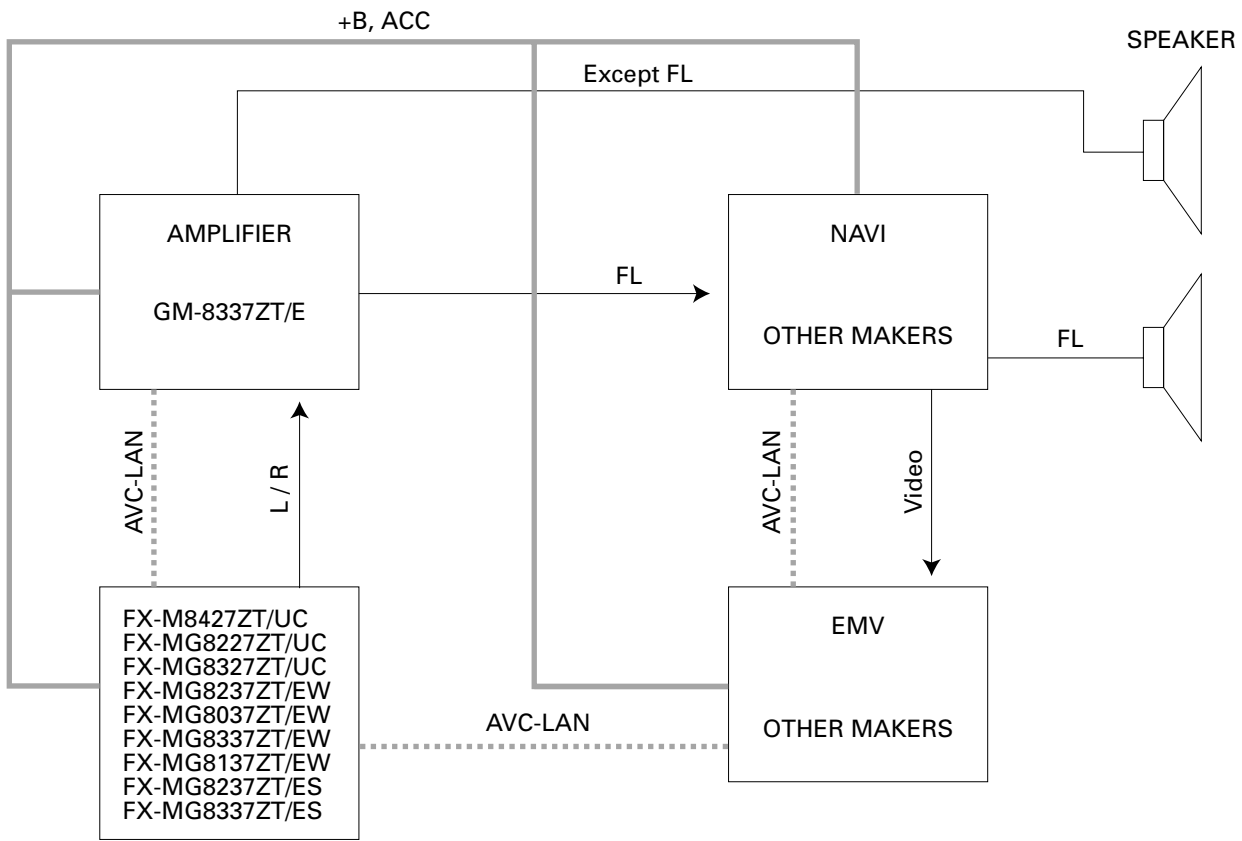 +B, ACC
SPEAKER
Except FL
AMPLIFIER
GM-8337ZT/E
FL
NAVI
OTHER MAKERS
FL
AVC-LAN
L / R
AVC-LAN
Video
FX-M8427ZT/UC
FX-MG8227ZT/UC
FX-MG8327ZT/UC
FX-MG8237ZT/EW
FX-MG8037ZT/EW
FX-MG8337ZT/EW
FX-MG8137ZT/EW
FX-MG8237ZT/ES
FX-MG8337ZT/ES
AVC-LAN
EMV
OTHER MAKERS